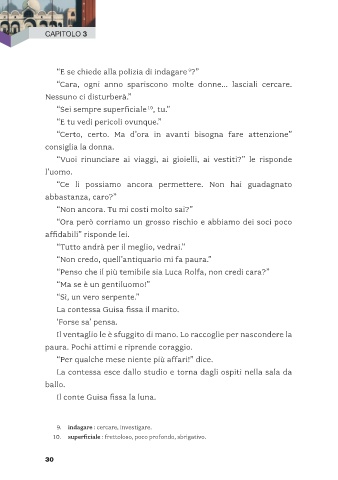 CAPITOLO 3
“E se chiede alla polizia di indagare⁹?”
“Cara, ogni anno spariscono molte donne... lasciali cercare.
Nessuno ci disturberà.”
“Sei sempre superficiale¹⁰, tu.”
“E tu vedi pericoli ovunque.”
“Certo, certo. Ma d’ora in avanti bisogna fare attenzione”
consiglia la donna.
“Vuoi rinunciare ai viaggi, ai gioielli, ai vestiti?” le risponde
l’uomo.
“Ce li possiamo ancora permettere. Non hai guadagnato
abbastanza, caro?”
“Non ancora. Tu mi costi molto sai?”
“Ora però corriamo un grosso rischio e abbiamo dei soci poco
affidabili” risponde lei.
“Tutto andrà per il meglio, vedrai.”
“Non credo, quell’antiquario mi fa paura.”
“Penso che il più temibile sia Luca Rolfa, non credi cara?”
“Ma se è un gentiluomo!”
“Sì, un vero serpente.”
La contessa Guisa fissa il marito.
‘Forse sa’ pensa.
Il ventaglio le è sfuggito di mano. Lo raccoglie per nascondere la
paura. Pochi attimi e riprende coraggio.
“Per qualche mese niente più affari!” dice.
La contessa esce dallo studio e torna dagli ospiti nella sala da
ballo.
Il conte Guisa fissa la luna.
9. indagare : cercare, investigare.
10. superficiale : frettoloso, poco profondo, sbrigativo.
30